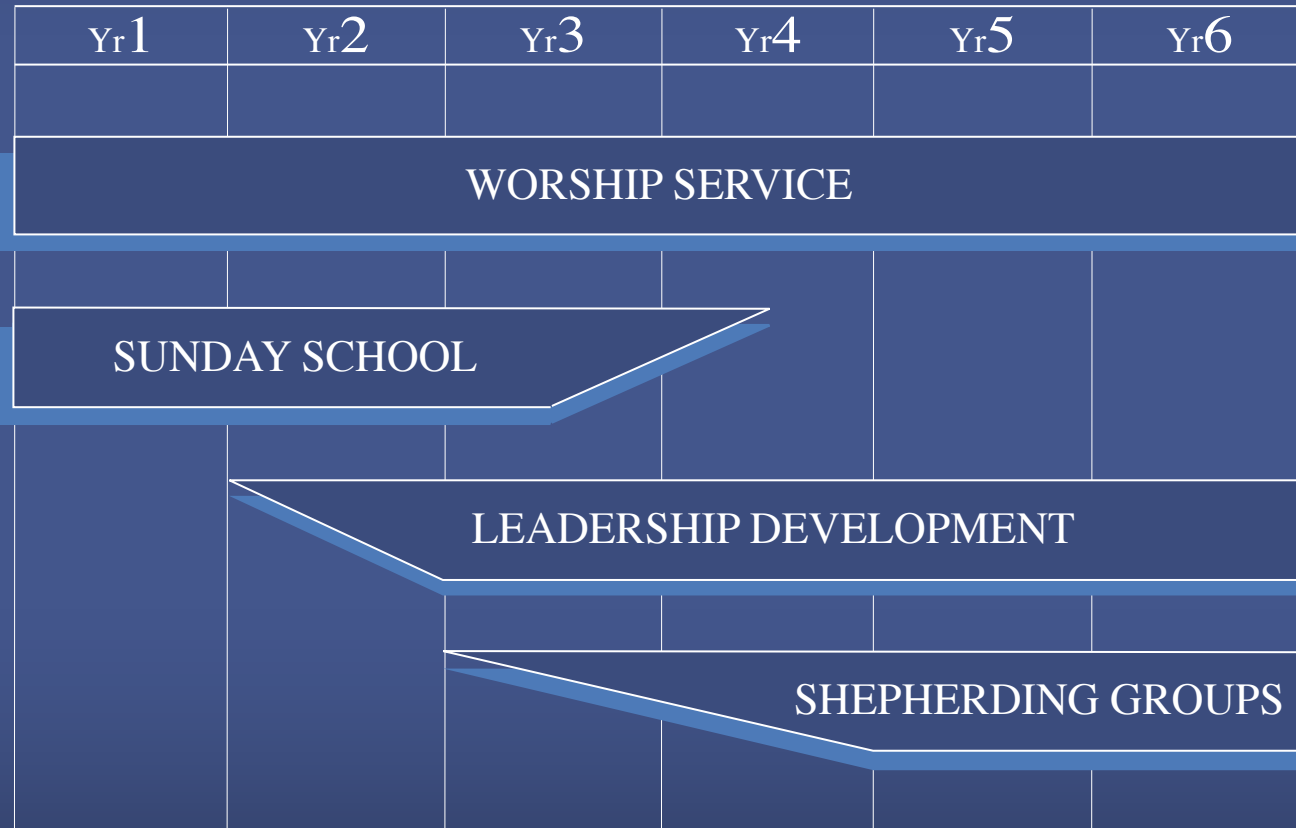 Yr1 Yr2 Yr3 Yr4 Yr5 Yr6
WORSHIP SERVICE
SUNDAY SCHOOL
LEADERSHIP DEVELOPMENT
SHEPHERDING GROUPS